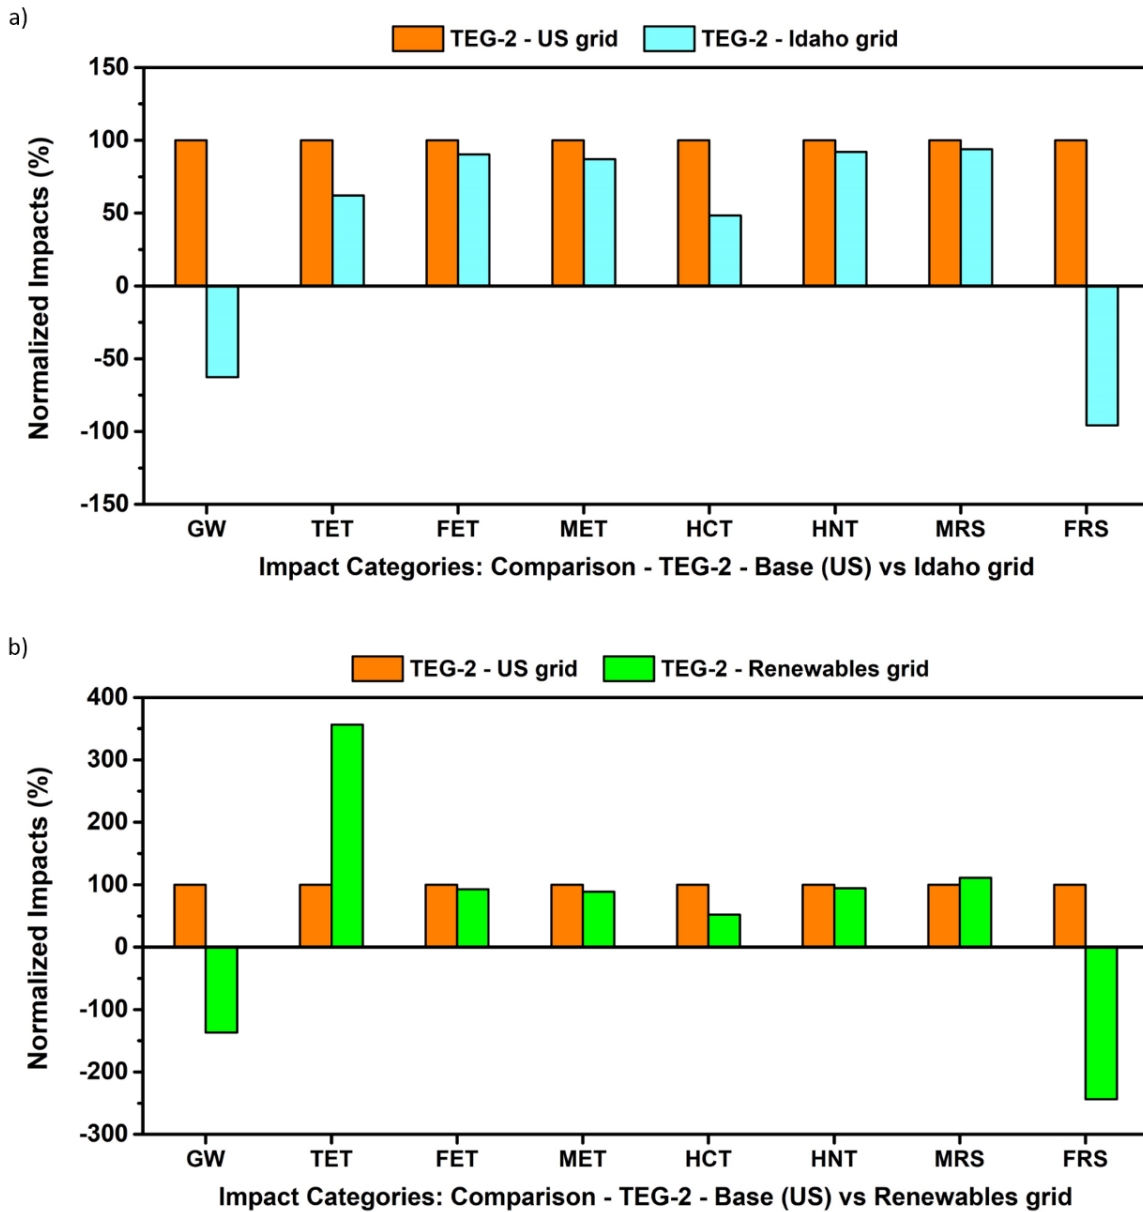 a)
TEG-2 - US grid TEG-2 - Idaho grid
150
100
50
0
-50
-100
-150
Normalized Impacts (%)
GW TET FET MET HCT HNT MRS FRS
Impact Categories: Comparison - TEG-2 - Base (US) vs Idaho grid
b)
TEG-2 - US grid TEG-2 - Renewables grid
400
300
200
100
0
-100
-200
-300
Normalized Impacts (%)
GW TET FET MET HCT HNT MRS FRS
Impact Categories: Comparison - TEG-2 - Base (US) vs Renewables grid